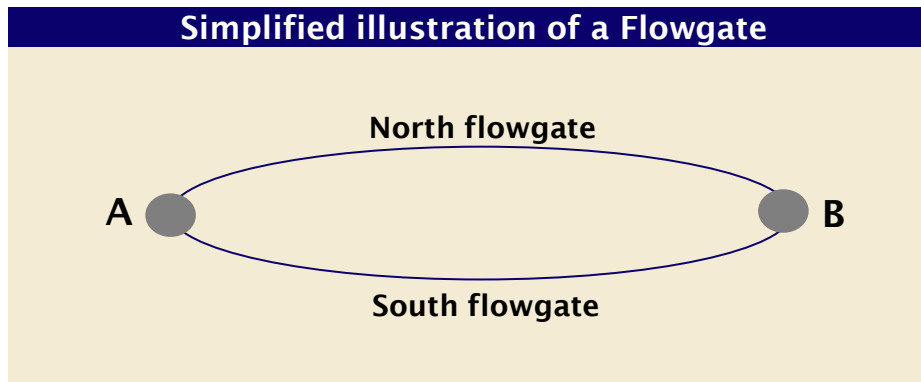 Simplified illustration of a Flowgate
North flowgate
A
B
South flowgate